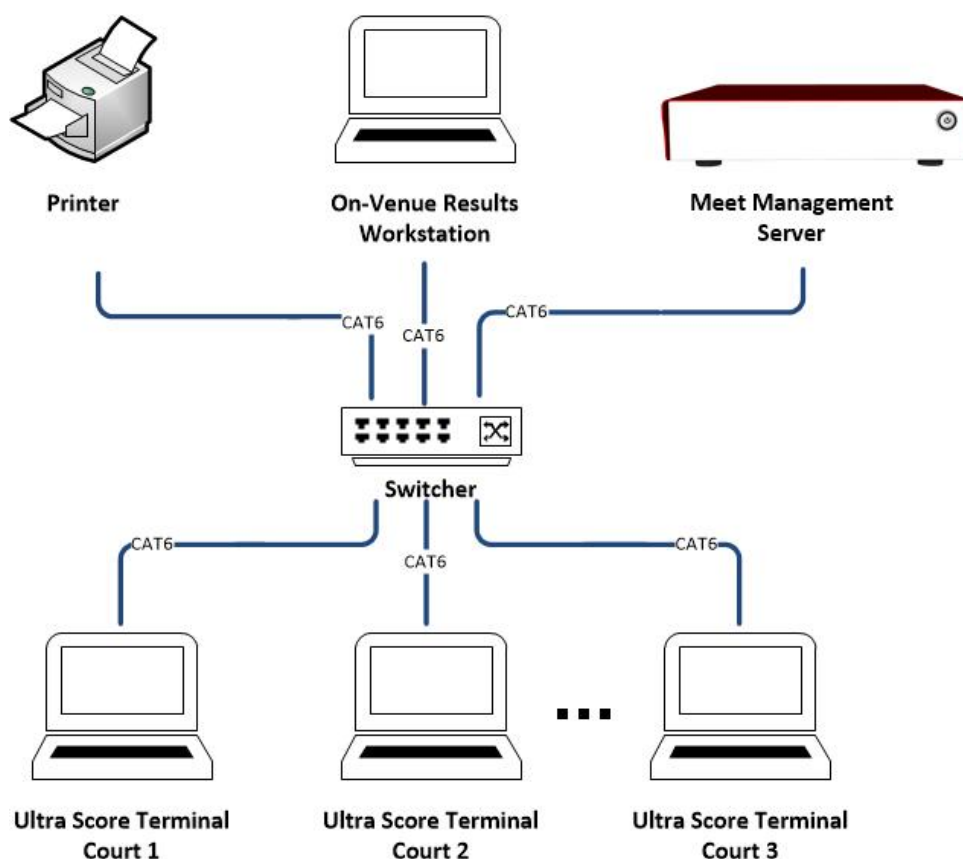 Printer
On-Venue Results
Workstation
Meet Management
Server
CAT6
CAT6
CAT6
Switcher
CAT6
CAT6
CAT6
Ultra Score Terminal
Court 1
Ultra Score Terminal
Court 2
Ultra Score Terminal
Court 3